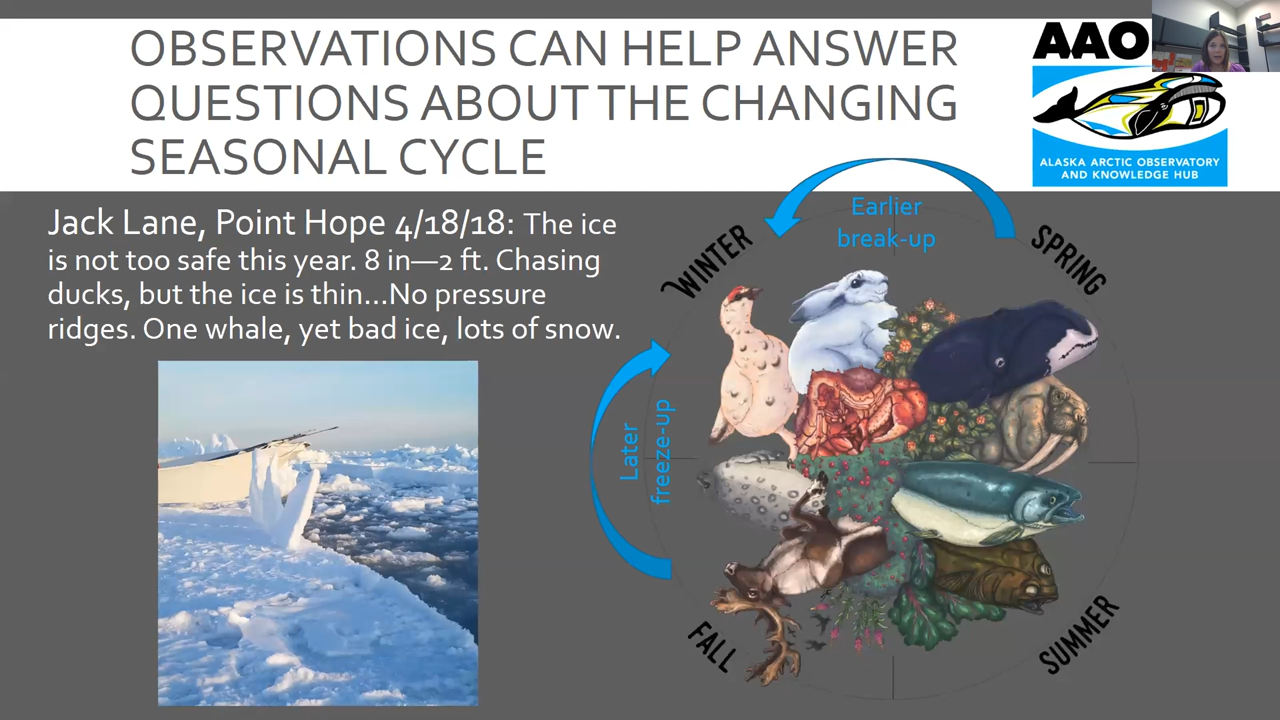 OBSERVATIONS CAN HELP ANSWER
QUESTIONS ABOUT THE CHANGING
SEASONAL CYCLE
AAO
ALASKA ARCTIC OBSERVATORY
AND KNOWLEDGE HUB
Jack Lane, Point Hope 4/18/18: The ice
is not too safe this year. 8 in—2 ft. Chasing
ducks, but the ice is thin...No pressure
ridges. One whale, yet bad ice, lots of snow.
Earlier
break-up
WINTER
SPRING
Later
freeze-up
FALL
SUMMER